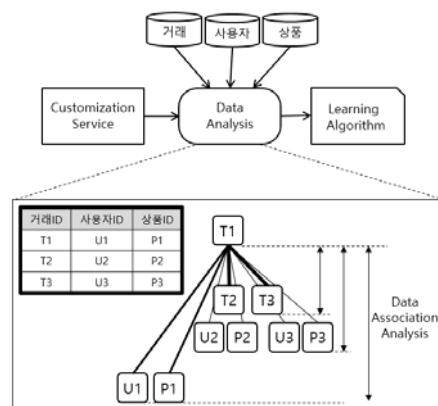 거래 사용자 상품
Customization
Service
Data
Analysis
Learning
Algorithm
거래ID 사용자ID 상품ID
T1 U1 P1
T2 U2 P2
T3 U3 P3
T1
T2 T3
U2 P2 U3 P3
U1 P1
Data
Association
Analysis